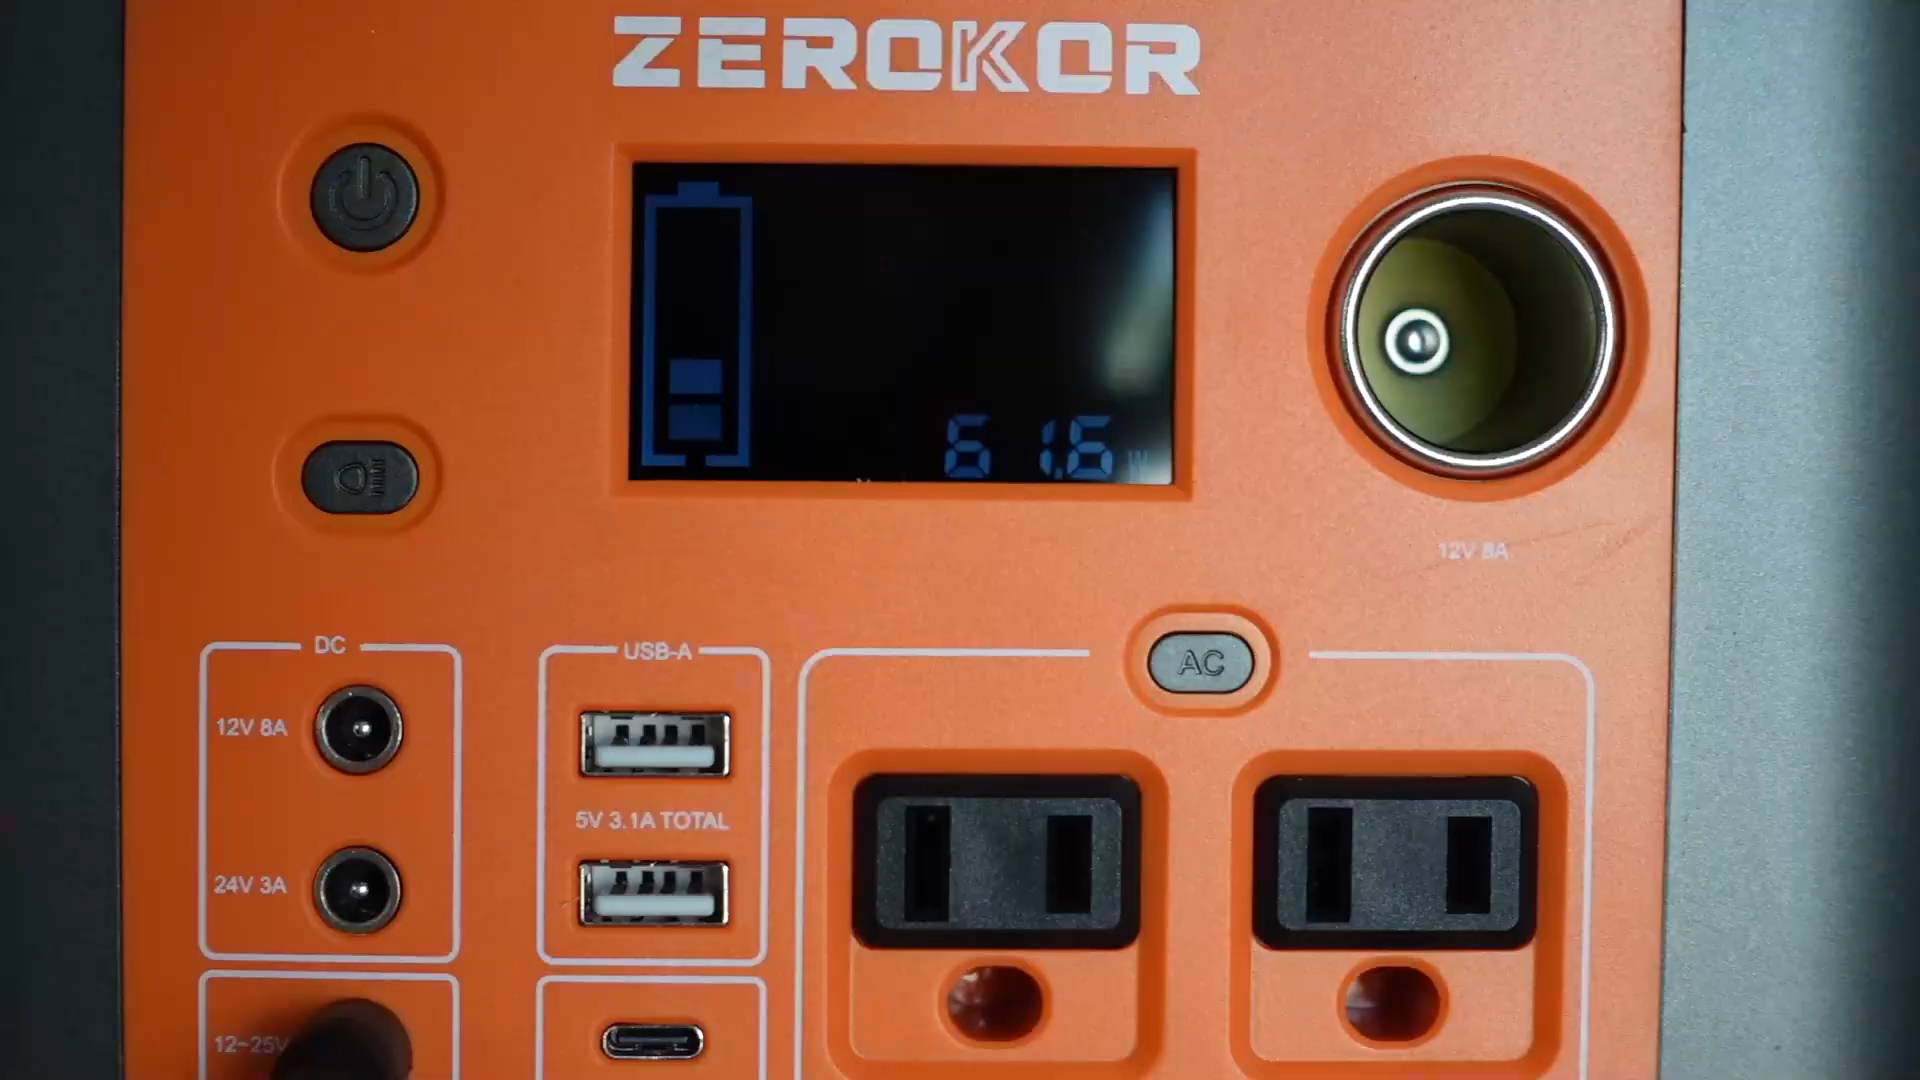 ZEROKOR
61.6 W
12V 8A
DC
12V 8A
24V 3A
12~25V
USB-A
5V 3.1A TOTAL
AC